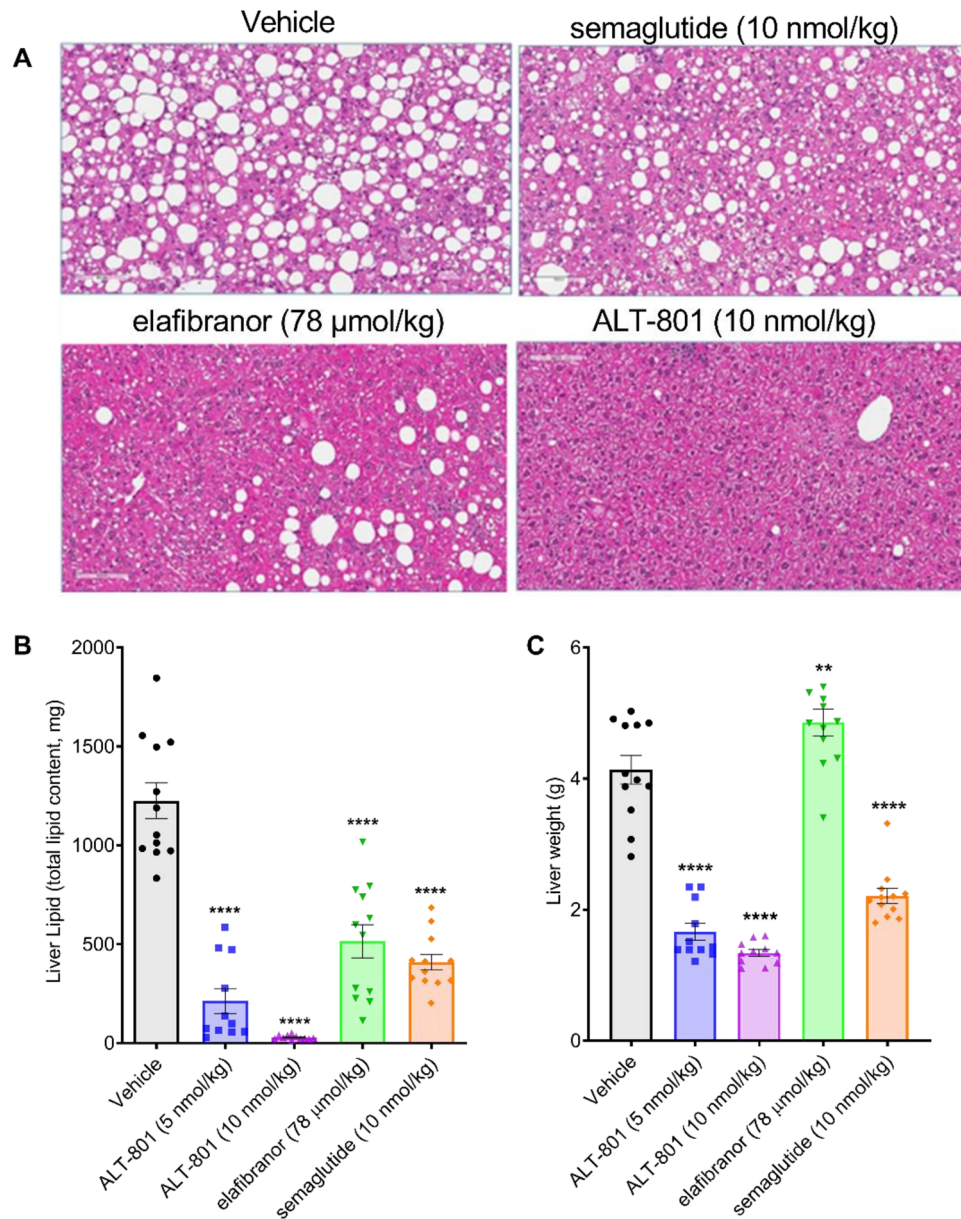 Vehicle
semaglutide (10 nmol/kg)
A
elafibranor (78 µmol/kg)
ALT-801 (10 nmol/kg)
B
Liver Lipid (total lipid content, mg)
2000
1500
1000
500
0
****
****
****
****
Vehicle
ALT-801 (5 nmol/kg)
ALT-801 (10 nmol/kg)
elafibranor (78 µmol/kg)
semaglutide (10 nmol/kg)
C
Liver weight (g)
6
4
2
0
****
****
**
****
Vehicle
ALT-801 (5 nmol/kg)
ALT-801 (10 nmol/kg)
elafibranor (78 µmol/kg)
semaglutide (10 nmol/kg)